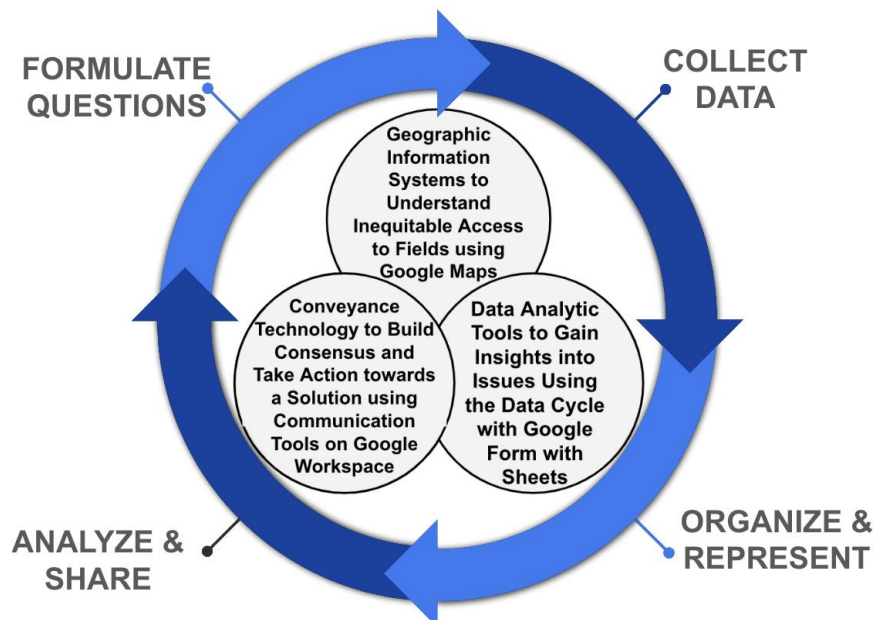 FORMULATE
QUESTIONS
COLLECT
DATA
Geographic
Information
Systems to
Understand
Inequitable Access
to Fields using
Google Maps
Conveyance
Technology to Build
Consensus and
Take Action towards
a Solution using
Communication
Tools on Google
Workspace
Data Analytic
Tools to Gain
Insights into
Issues Using
the Data Cycle
with Google
Form with
Sheets
ANALYZE &
SHARE
ORGANIZE &
REPRESENT